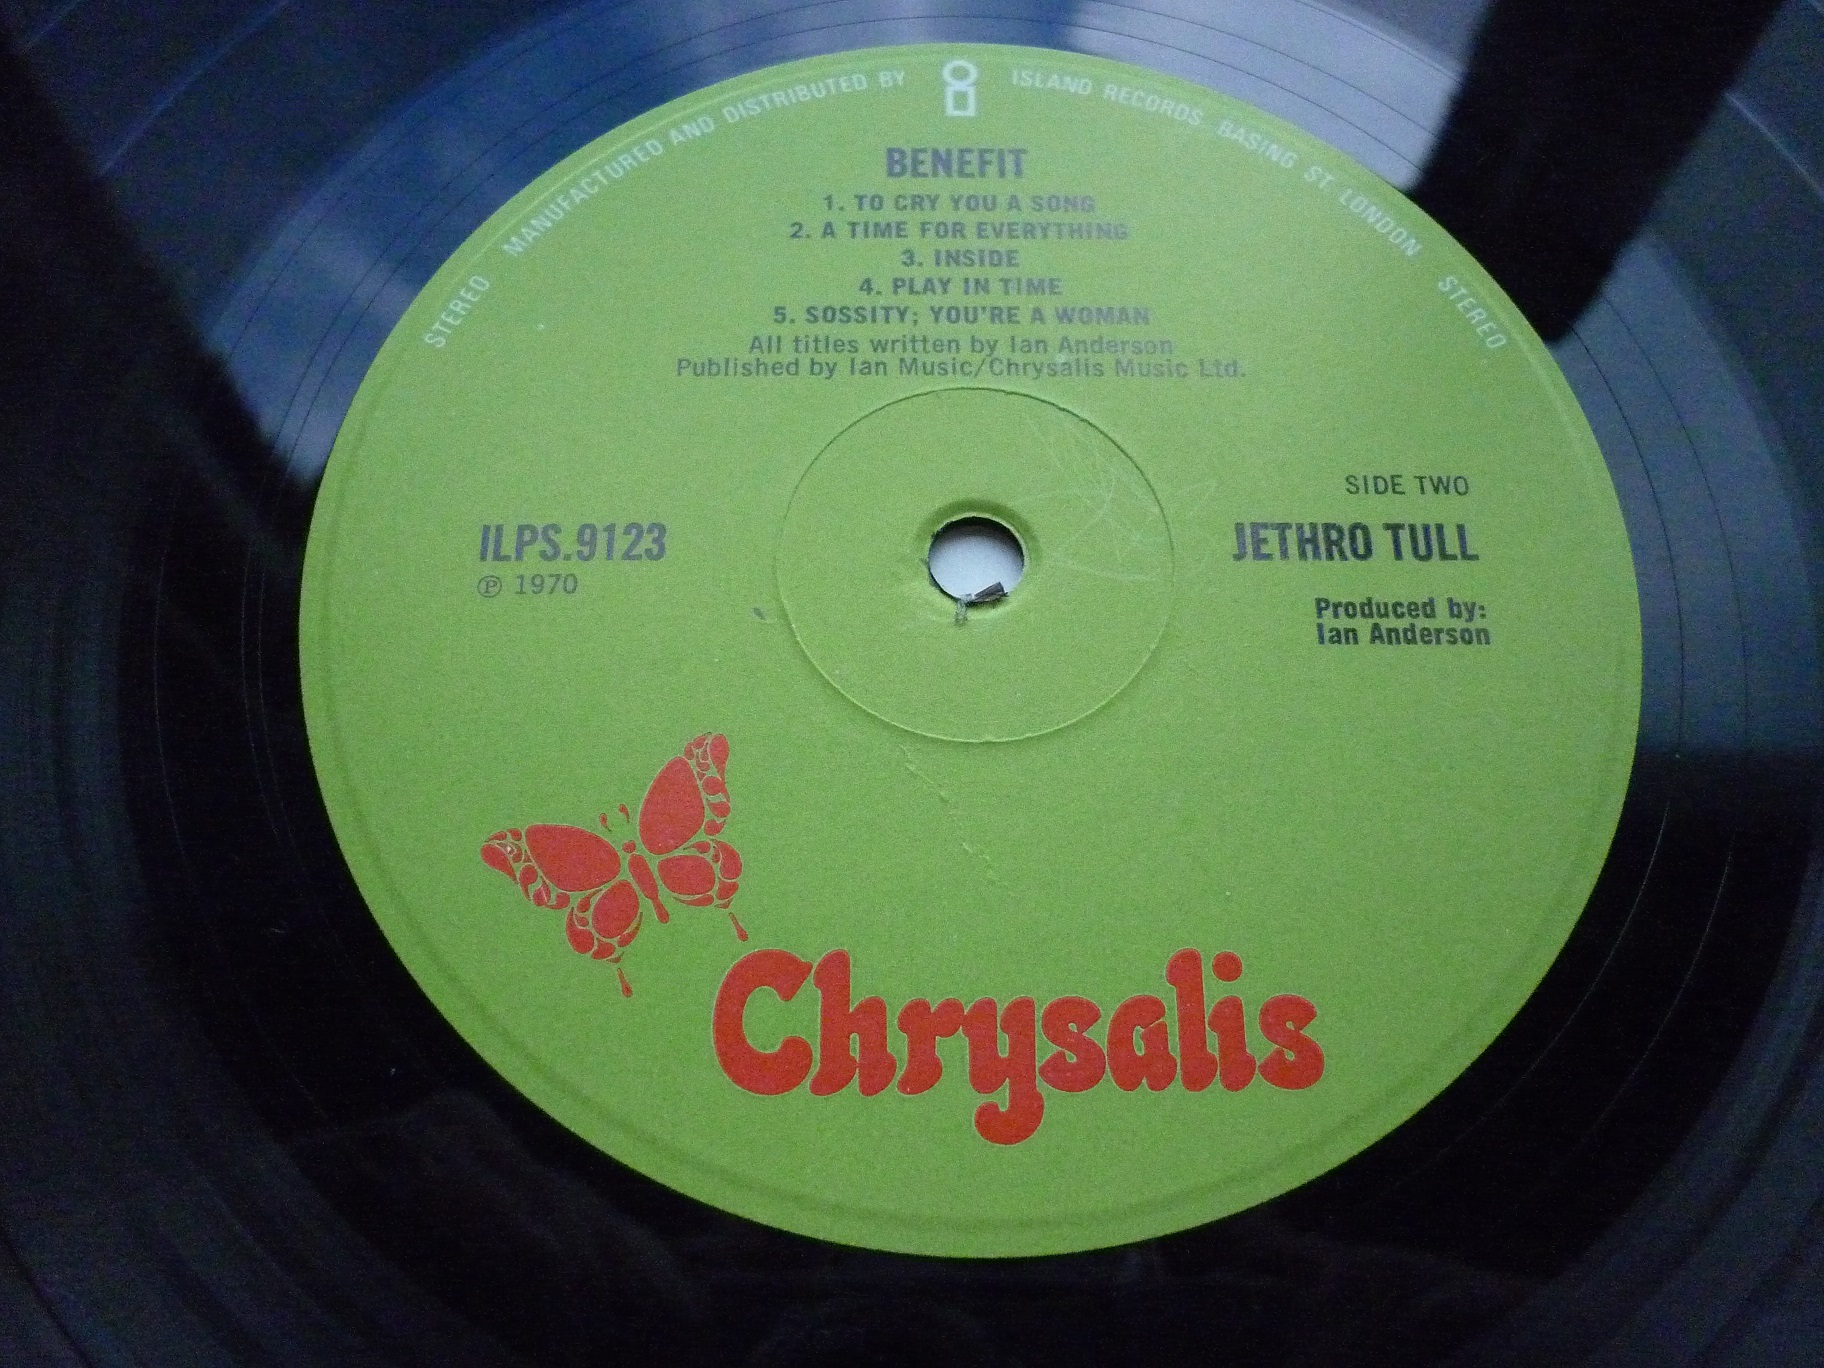 STEREO MANUFACTURED AND DISTRIBUTED BY ISLAND RECORDS BASING ST LONDON STEREO
BENEFIT
1. TO CRY YOU A SONG
2. A TIME FOR EVERYTHING
3. INSIDE
4. PLAY IN TIME
5. SOSSITY; YOU'RE A WOMAN
All titles written by Ian Anderson
Published by Ian Music/Chrysalis Music Ltd.
SIDE TWO
ILPS.9123
℗ 1970
JETHRO TULL
Produced by:
Ian Anderson
Chrysalis